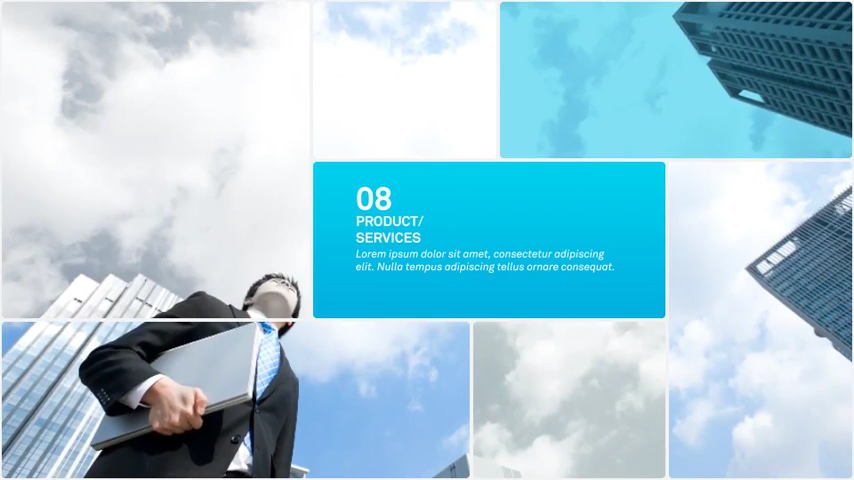 08
PRODUCT/
SERVICES
Lorem ipsum dolor sit amet, consectetur adipiscing
elit. Nulla tempus adipiscing tellus ornare consequat.